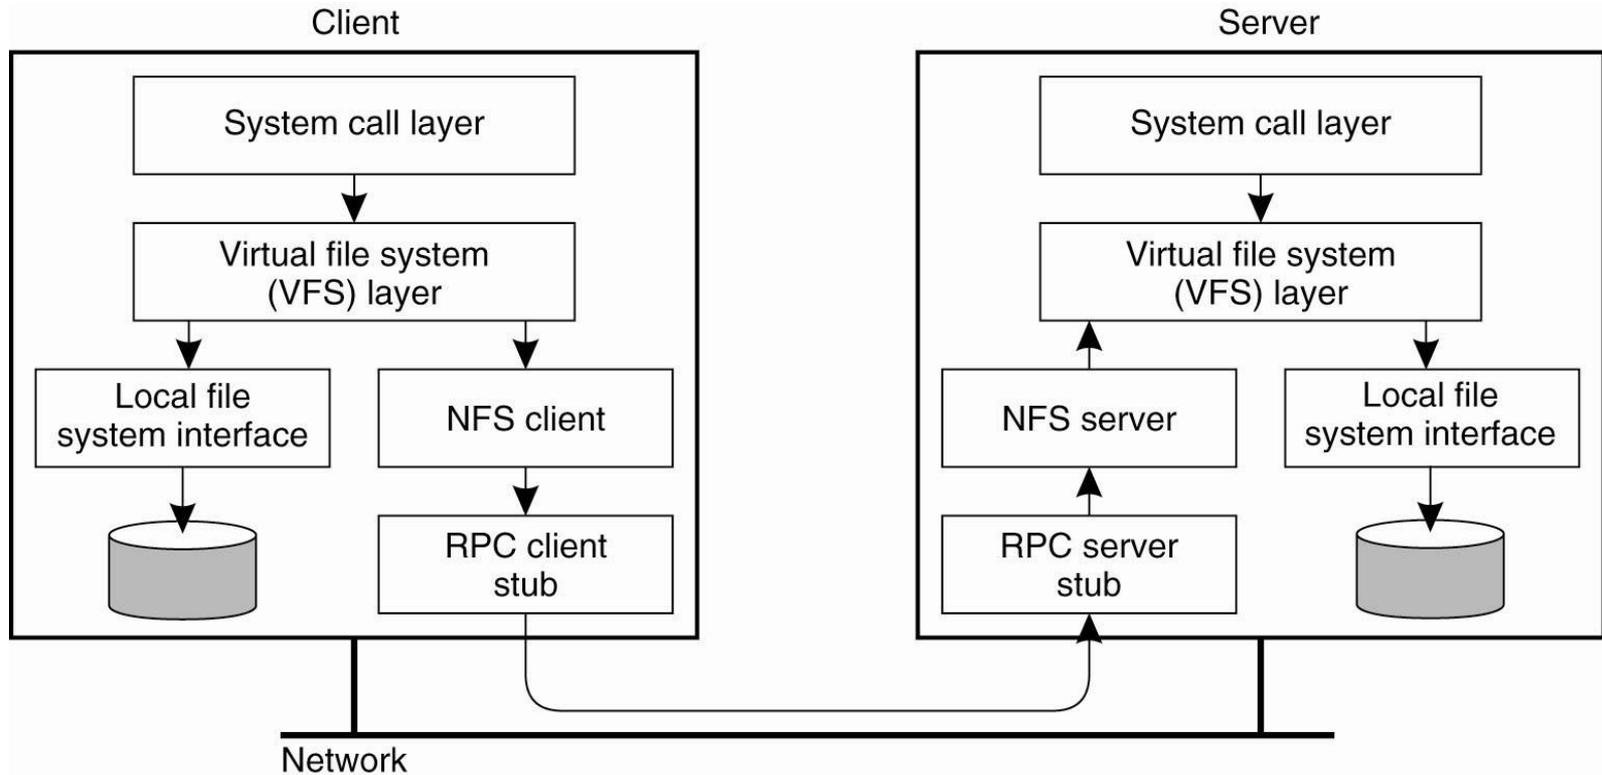 Client
Server
System call layer
System call layer
Virtual file system
(VFS) layer
Virtual file system
(VFS) layer
Local file
system interface
NFS client
NFS server
Local file
system interface
RPC client
stub
RPC server
stub
Network